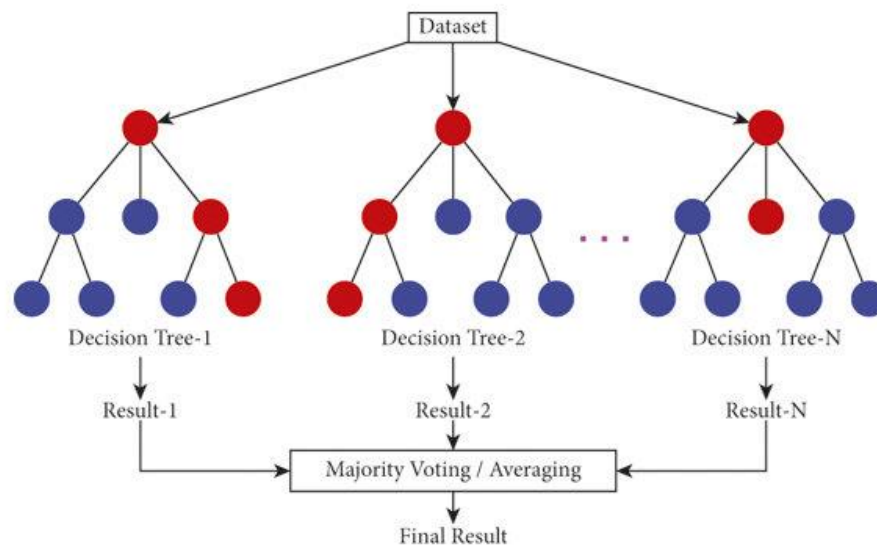 Dataset
Decision Tree-1
Decision Tree-2
Decision Tree-N
Result-1
Result-2
Result-N
Majority Voting / Averaging
Final Result